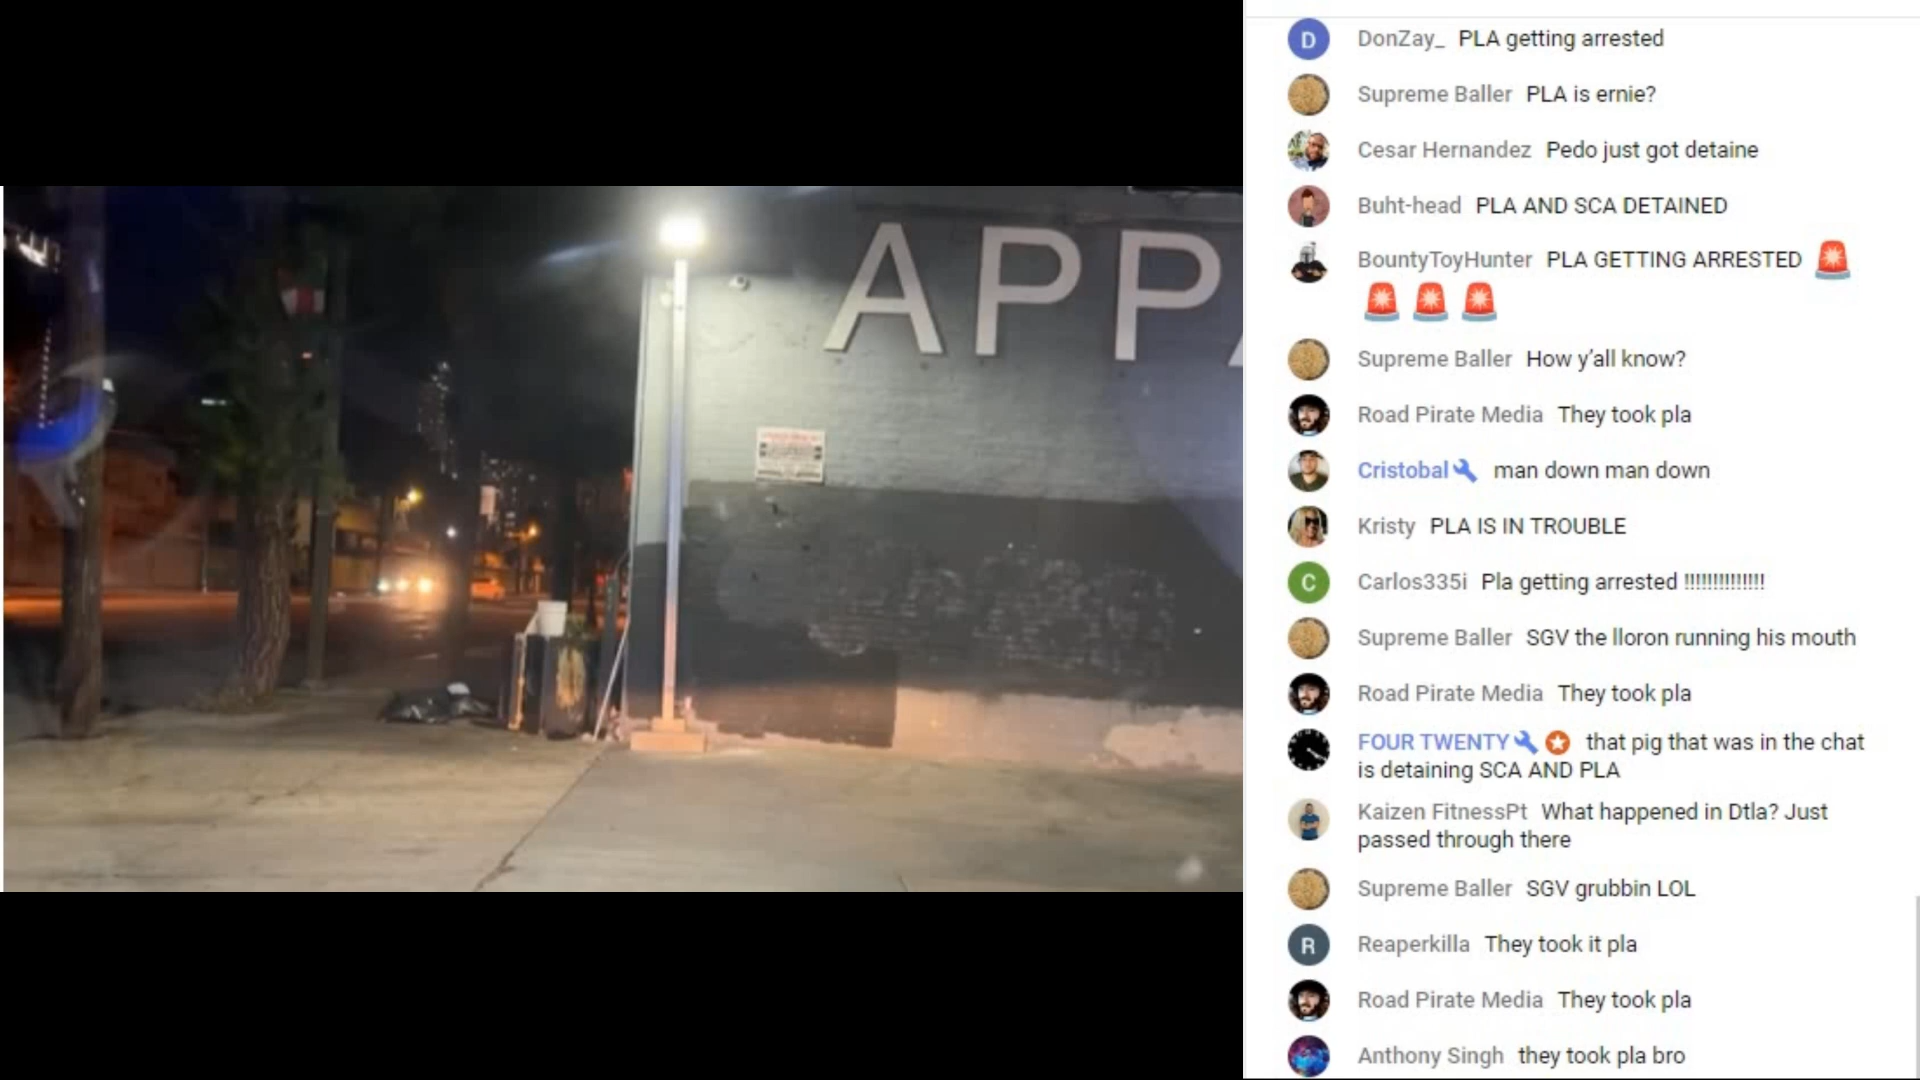 APP
DonZay_ PLA getting arrested
Supreme Baller PLA is ernie?
Cesar Hernandez Pedo just got detaine
Buht-head PLA AND SCA DETAINED
BountyToyHunter PLA GETTING ARRESTED 🚨
🚨 🚨 🚨
Supreme Baller How y’all know?
Road Pirate Media They took pla
Cristobal man down man down
Kristy PLA IS IN TROUBLE
Carlos335i Pla getting arrested !!!!!!!!!!!!!!
Supreme Baller SGV the lloron running his mouth
Road Pirate Media They took pla
FOUR TWENTY that pig that was in the chat
is detaining SCA AND PLA
Kaizen FitnessPt What happened in Dtla? Just
passed through there
Supreme Baller SGV grubbin LOL
Reaperkilla They took it pla
Road Pirate Media They took pla
Anthony Singh they took pla bro
D
C
R